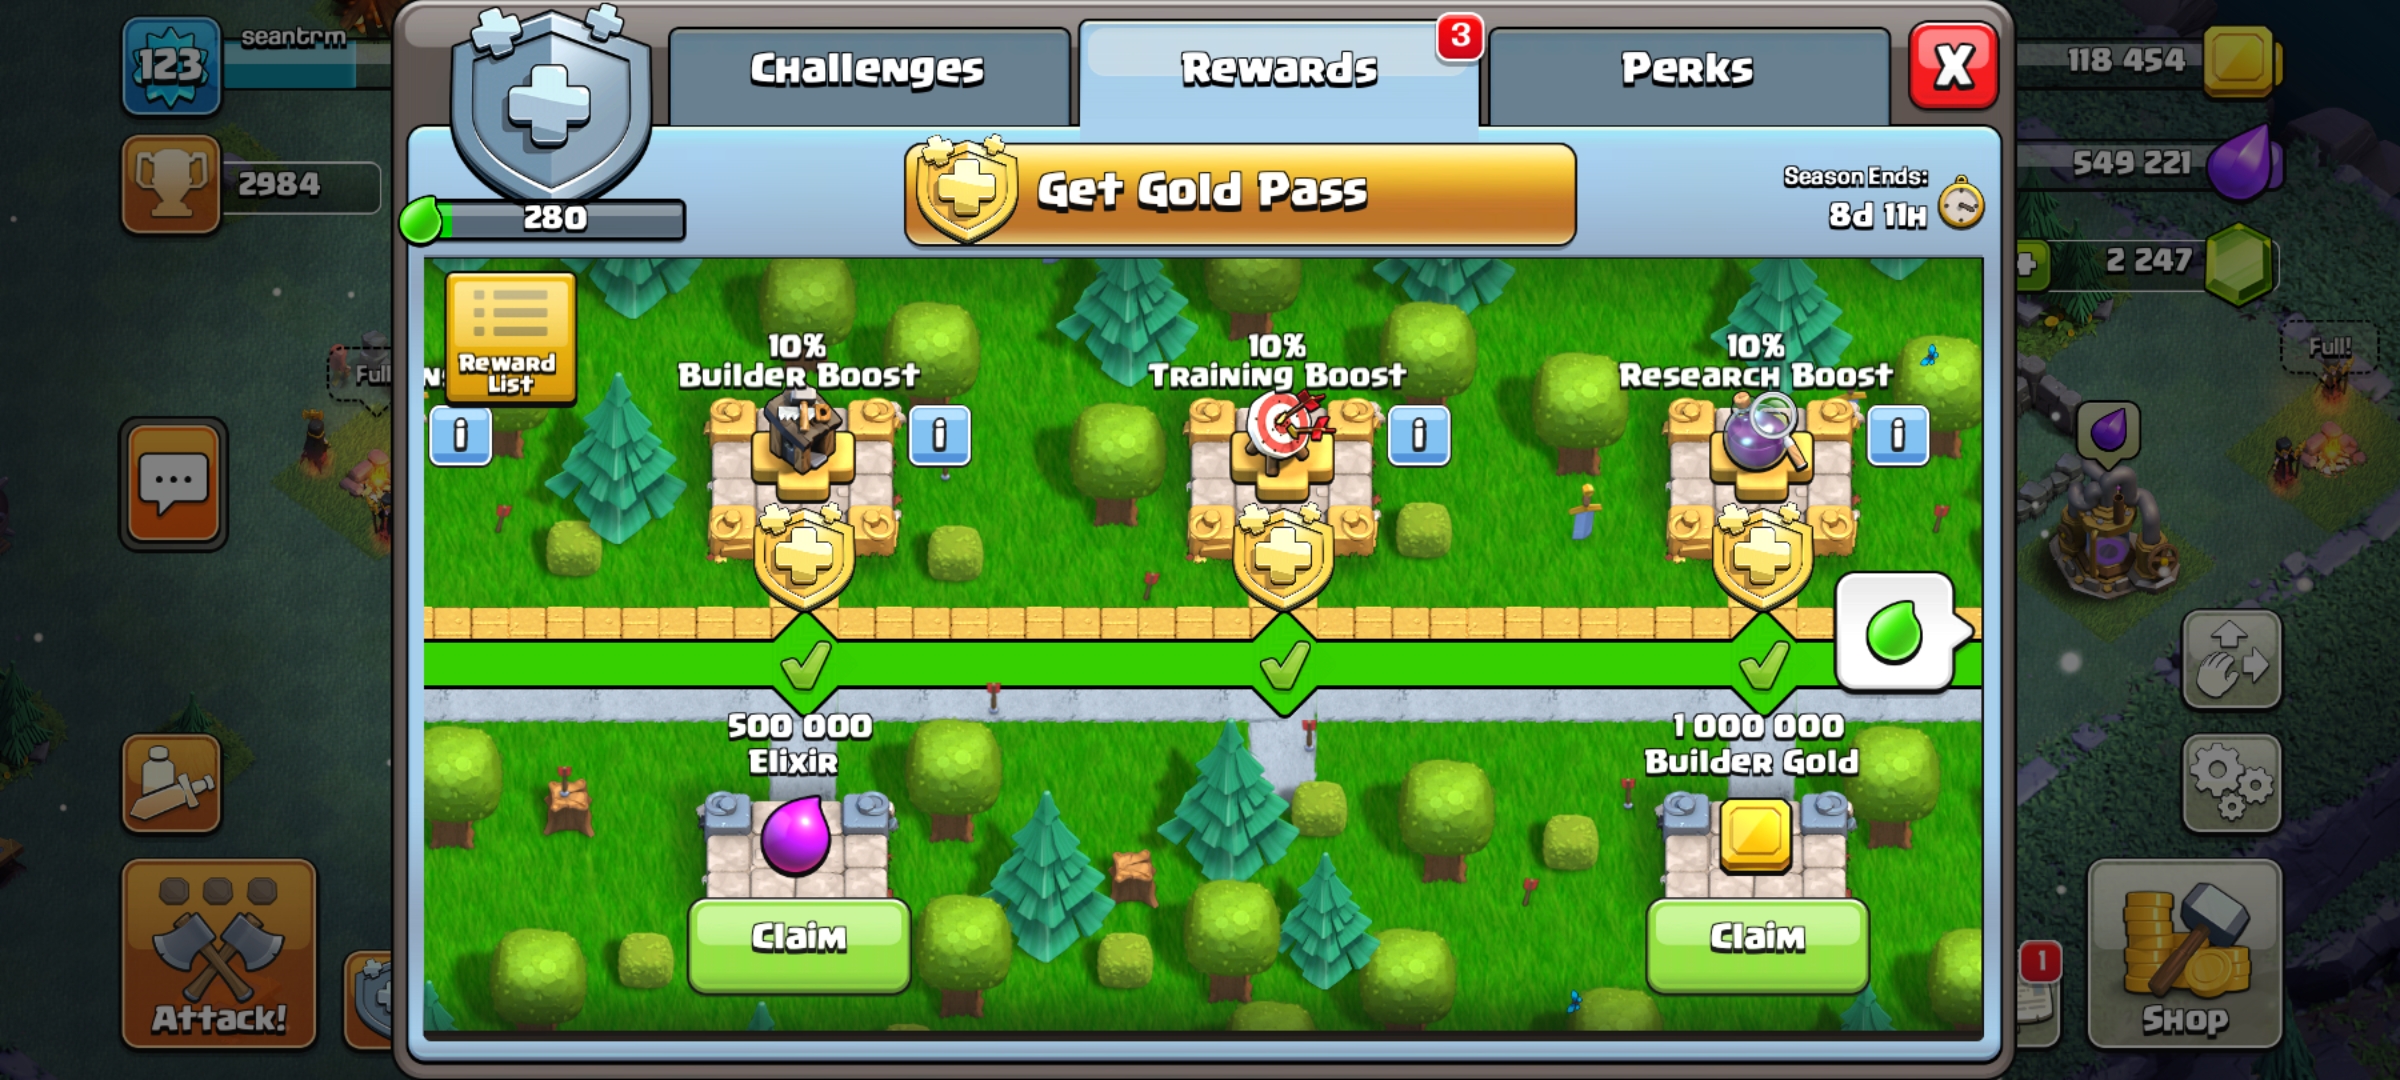 123
seantrm
2984
Challenges
Rewards
3
Perks
X
118 454
549 221
2 247
280
Get Gold Pass
Season Ends:
8d 11H
Reward
List
10%
Builder Boost
10%
Training Boost
10%
Research Boost
i
i
i
i
Full
Full!
500 000
Elixir
1 000 000
Builder Gold
Claim
Claim
Attack!
1
Shop